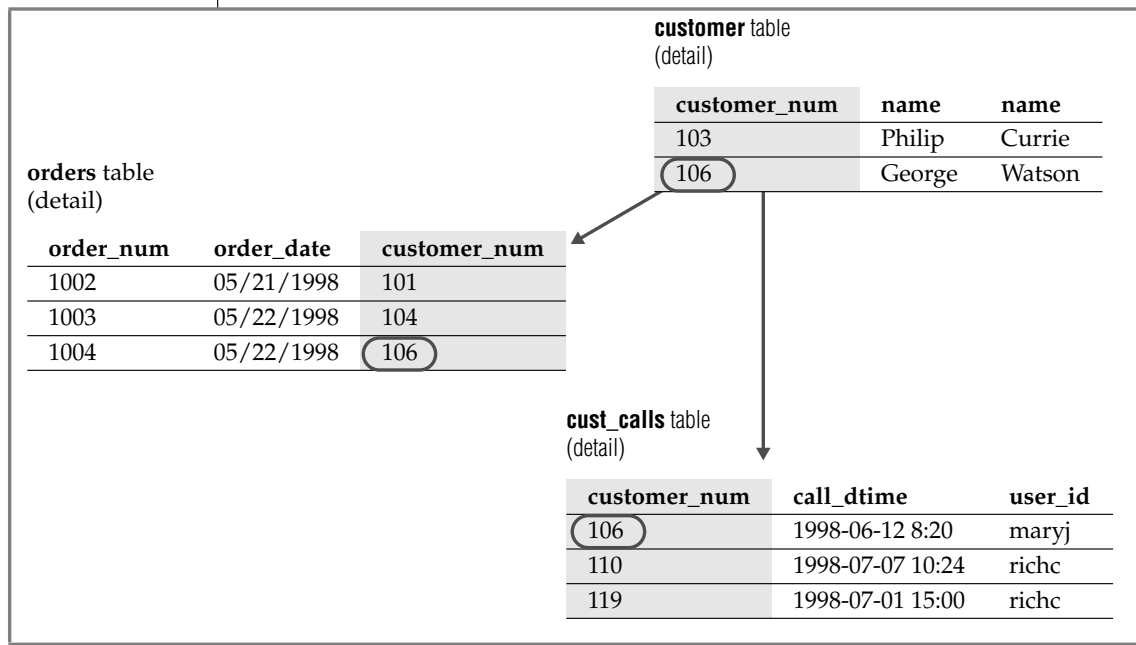 customer table
(detail)
customer_num name name
103 Philip Currie
106 George Watson
orders table
(detail)
order_num order_date customer_num
1002 05/21/1998 101
1003 05/22/1998 104
1004 05/22/1998 106
cust_calls table
(detail)
customer_num call_dtime user_id
106 1998-06-12 8:20 maryj
110 1998-07-07 10:24 richc
119 1998-07-01 15:00 richc